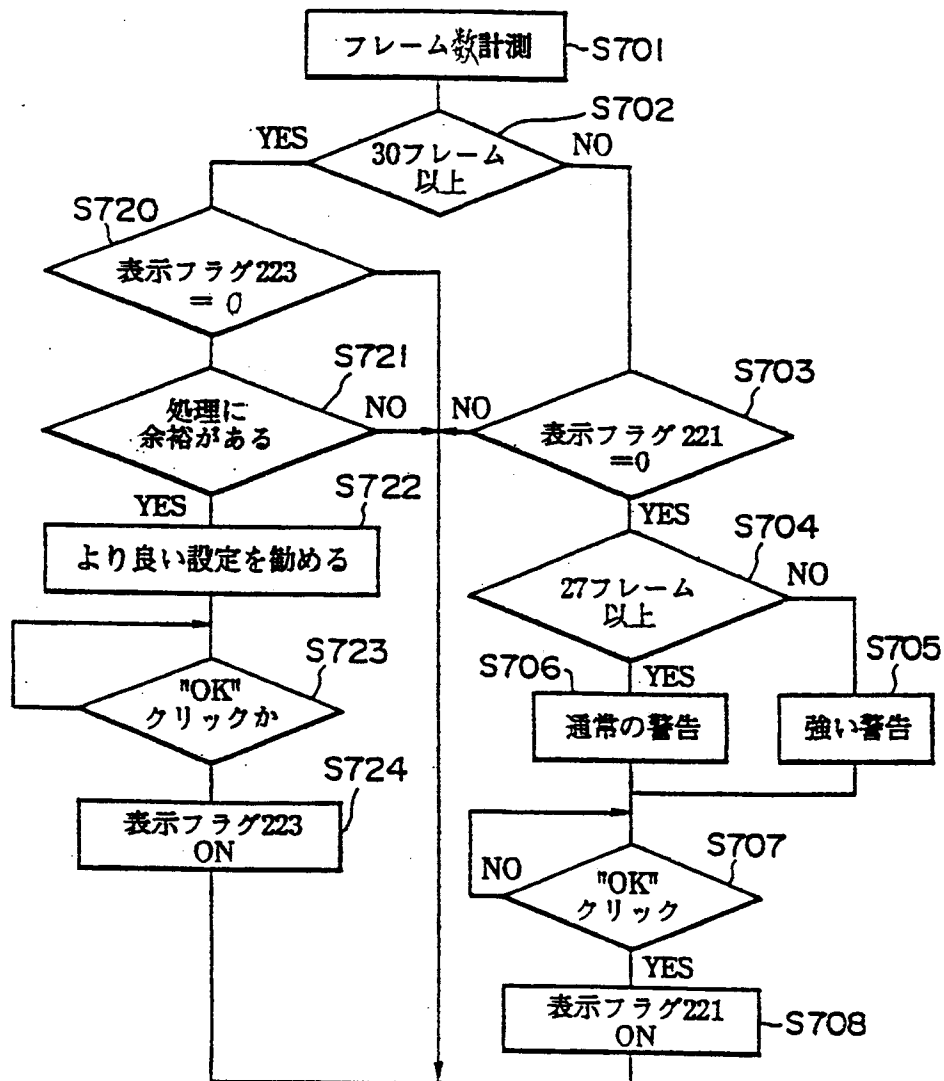 フレーム数計測
S701
S702
YES
NO
30フレーム
以上
S720
表示フラグ223
= 0
S721
処理に
余裕がある
NO
YES
S722
より良い設定を勧める
S723
"OK"
クリックか
S724
表示フラグ223
ON
S703
NO
表示フラグ221
=0
YES
S704
27フレーム
以上
NO
S706
YES
S705
通常の警告
強い警告
S707
NO
"OK"
クリック
YES
表示フラグ221
ON
S708